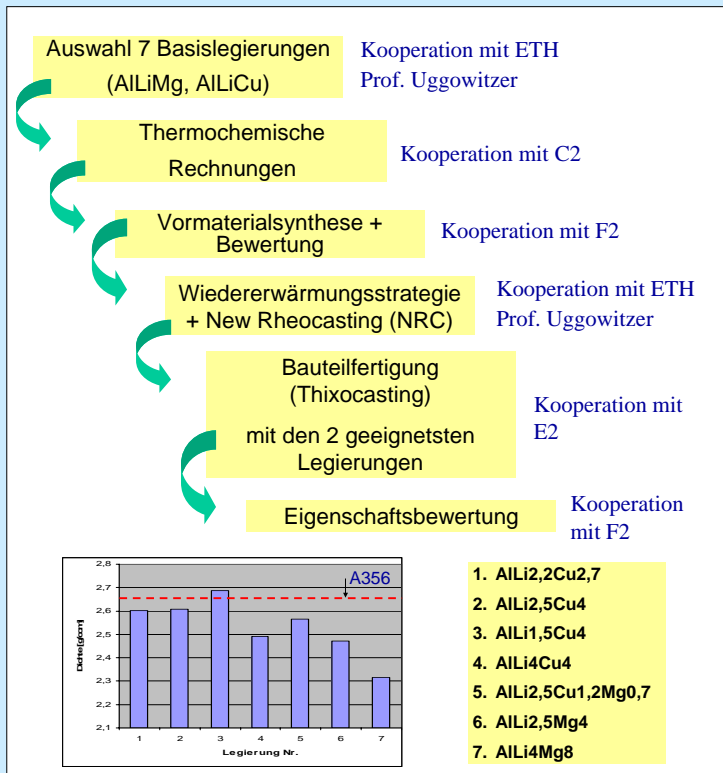 Auswahl 7 Basislegierungen
(AlLiMg, AlLiCu)
Kooperation mit ETH
Prof. Uggowitzer
Thermochemische
Rechnungen
Kooperation mit C2
Vormaterialsynthese +
Bewertung
Kooperation mit F2
Wiedererwärmungsstrategie
+ New Rheocasting (NRC)
Kooperation mit ETH
Prof. Uggowitzer
Bauteilfertigung
(Thixocasting)
mit den 2 geeignetsten
Legierungen
Kooperation mit
E2
Eigenschaftsbewertung
Kooperation
mit F2
2,8
2,7
2,6
2,5
2,4
2,3
2,2
2,1
A356
1 2 3 4 5 6 7
Legierung Nr.
1. AlLi2,2Cu2,7
2. AlLi2,5Cu4
3. AlLi1,5Cu4
4. AlLi4Cu4
5. AlLi2,5Cu1,2Mg0,7
6. AlLi2,5Mg4
7. AlLi4Mg8